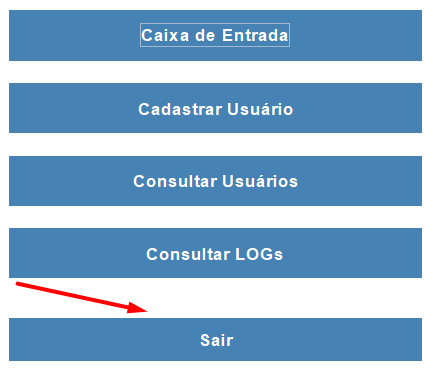 Caixa de Entrada
Cadastrar Usuário
Consultar Usuários
Consultar LOGs
Sair